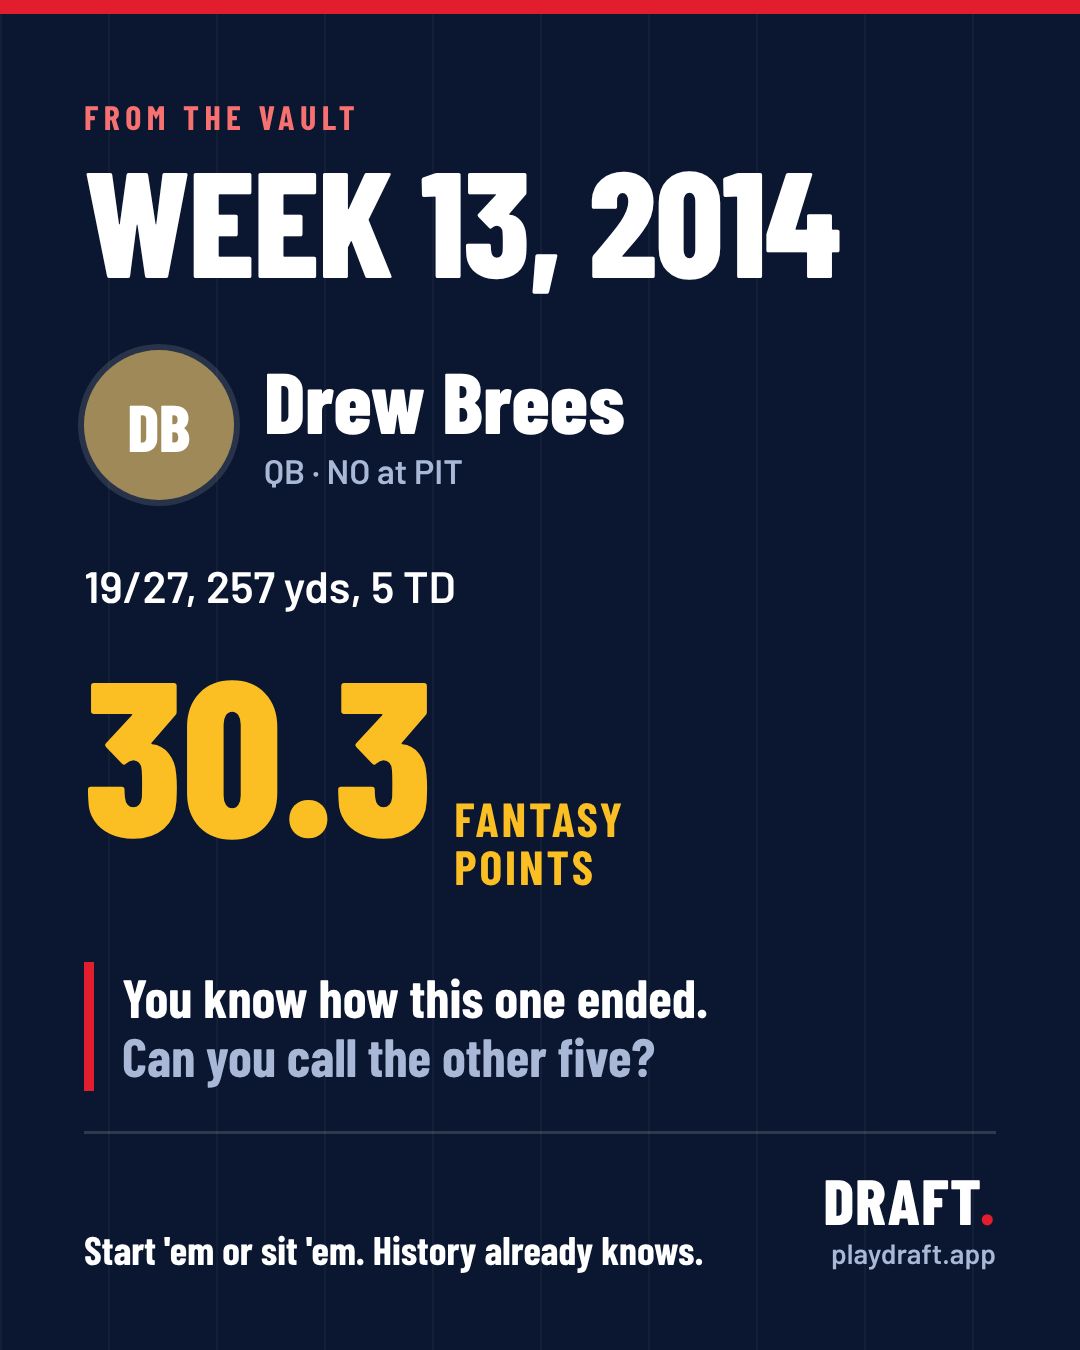 FROM THE VAULT
WEEK 13, 2014
DB
Drew Brees
QB · NO at PIT
19/27, 257 yds, 5 TD
30.3
FANTASY
POINTS
You know how this one ended.
Can you call the other five?
DRAFT.
Start 'em or sit 'em. History already knows.
playdraft.app